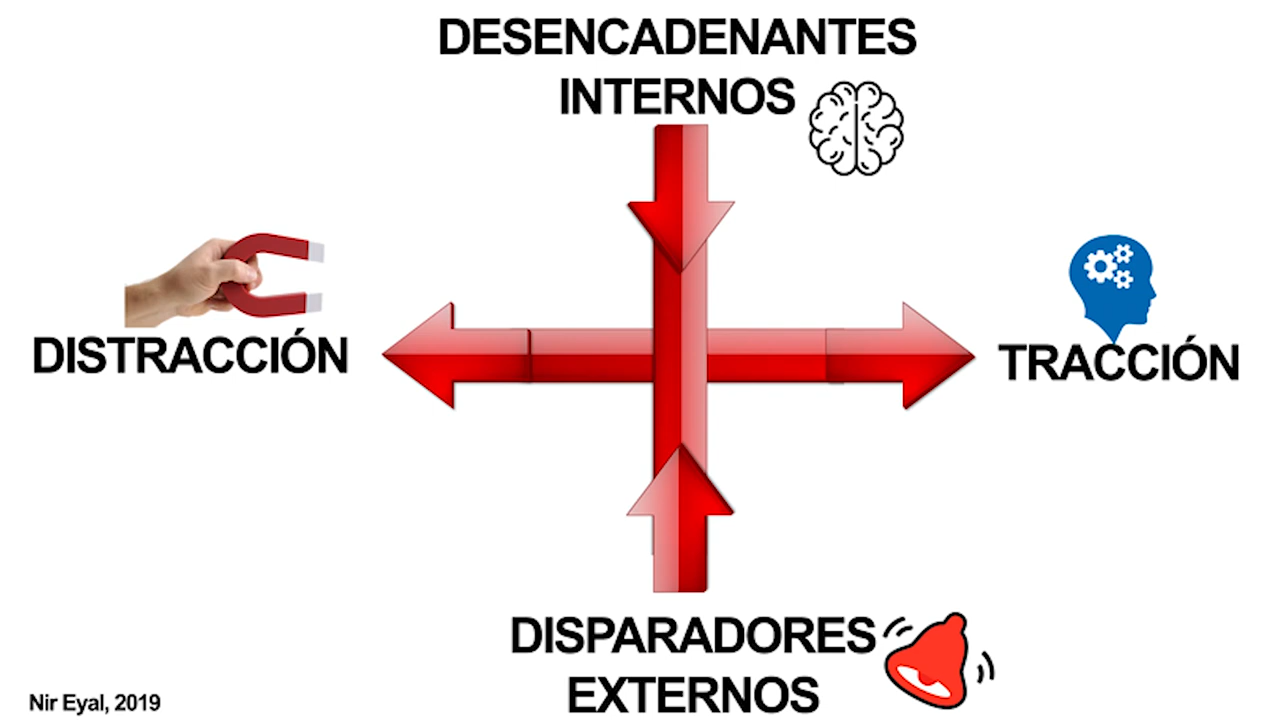 DESENCADENANTES
INTERNOS
DISTRACCIÓN
TRACCIÓN
DISPARADORES
EXTERNOS
Nir Eyal, 2019